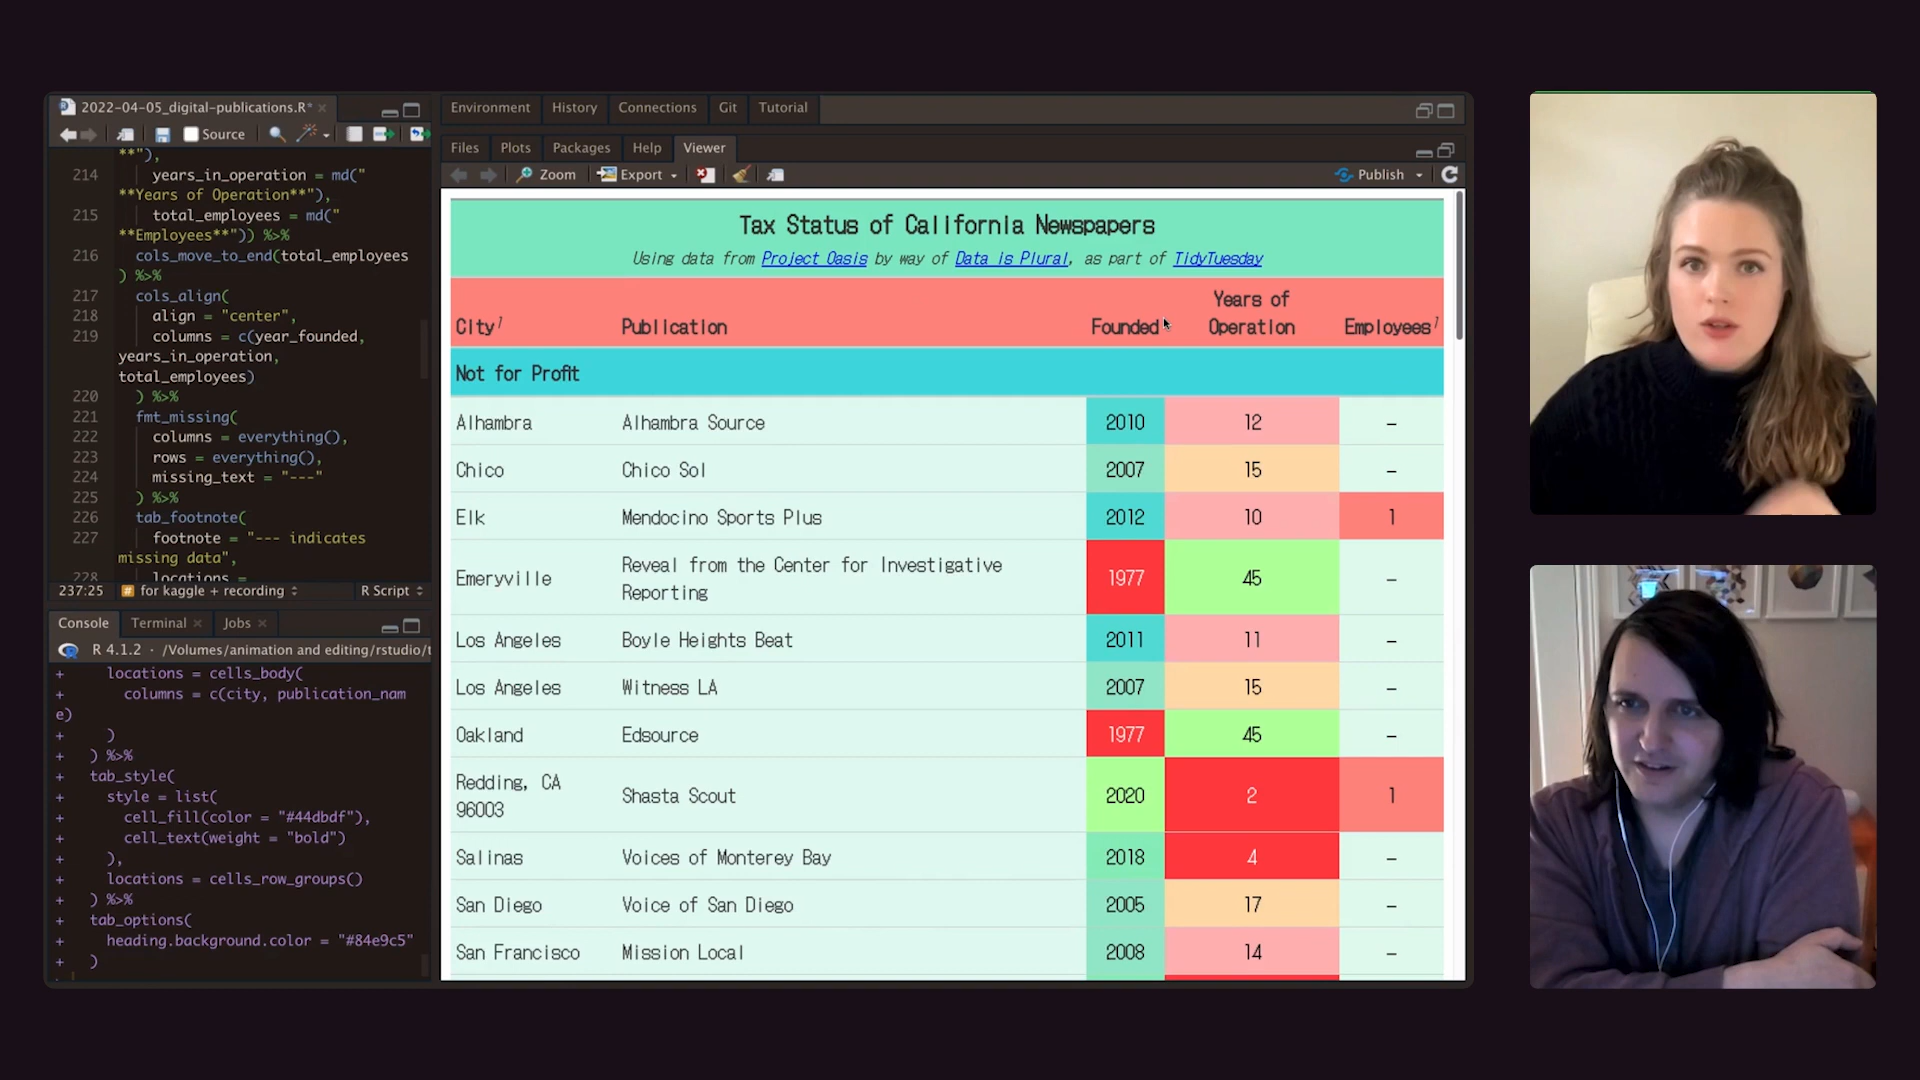 2022-04-05_digital-publications.R* ×
Source
**"),
214 years_in_operation = md("
**Years of Operation**"),
215 total_employees = md("
**Employees**")) %>%
216 cols_move_to_end(total_employees
) %>%
217 cols_align(
218 align = "center",
219 columns = c(year_founded,
years_in_operation,
total_employees)
220 ) %>%
221 fmt_missing(
222 columns = everything(),
223 rows = everything(),
224 missing_text = "---"
225 ) %>%
226 tab_footnote(
227 footnote = "--- indicates
missing data",
228 locations =
237:25 # for kaggle + recording R Script
Console Terminal × Jobs ×
R 4.1.2 · /Volumes/animation and editing/rstudio/t
+ locations = cells_body(
+ columns = c(city, publication_nam
e)
+ )
+ ) %>%
+ tab_style(
+ style = list(
+ cell_fill(color = "#44dbdf"),
+ cell_text(weight = "bold")
+ ),
+ locations = cells_row_groups()
+ ) %>%
+ tab_options(
+ heading.background.color = "#84e9c5"
+ )
Environment History Connections Git Tutorial
Files Plots Packages Help Viewer
Zoom Export Publish
Tax Status of California Newspapers
Using data from Project Oasis by way of Data is Plural, as part of TidyTuesday
City1 Publication Founded Years of Operation Employees1
Not for Profit
Alhambra Alhambra Source 2010 12 –
Chico Chico Sol 2007 15 –
Elk Mendocino Sports Plus 2012 10 1
Emeryville Reveal from the Center for Investigative Reporting 1977 45 –
Los Angeles Boyle Heights Beat 2011 11 –
Los Angeles Witness LA 2007 15 –
Oakland Edsource 1977 45 –
Redding, CA 96003 Shasta Scout 2020 2 1
Salinas Voices of Monterey Bay 2018 4 –
San Diego Voice of San Diego 2005 17 –
San Francisco Mission Local 2008 14 –